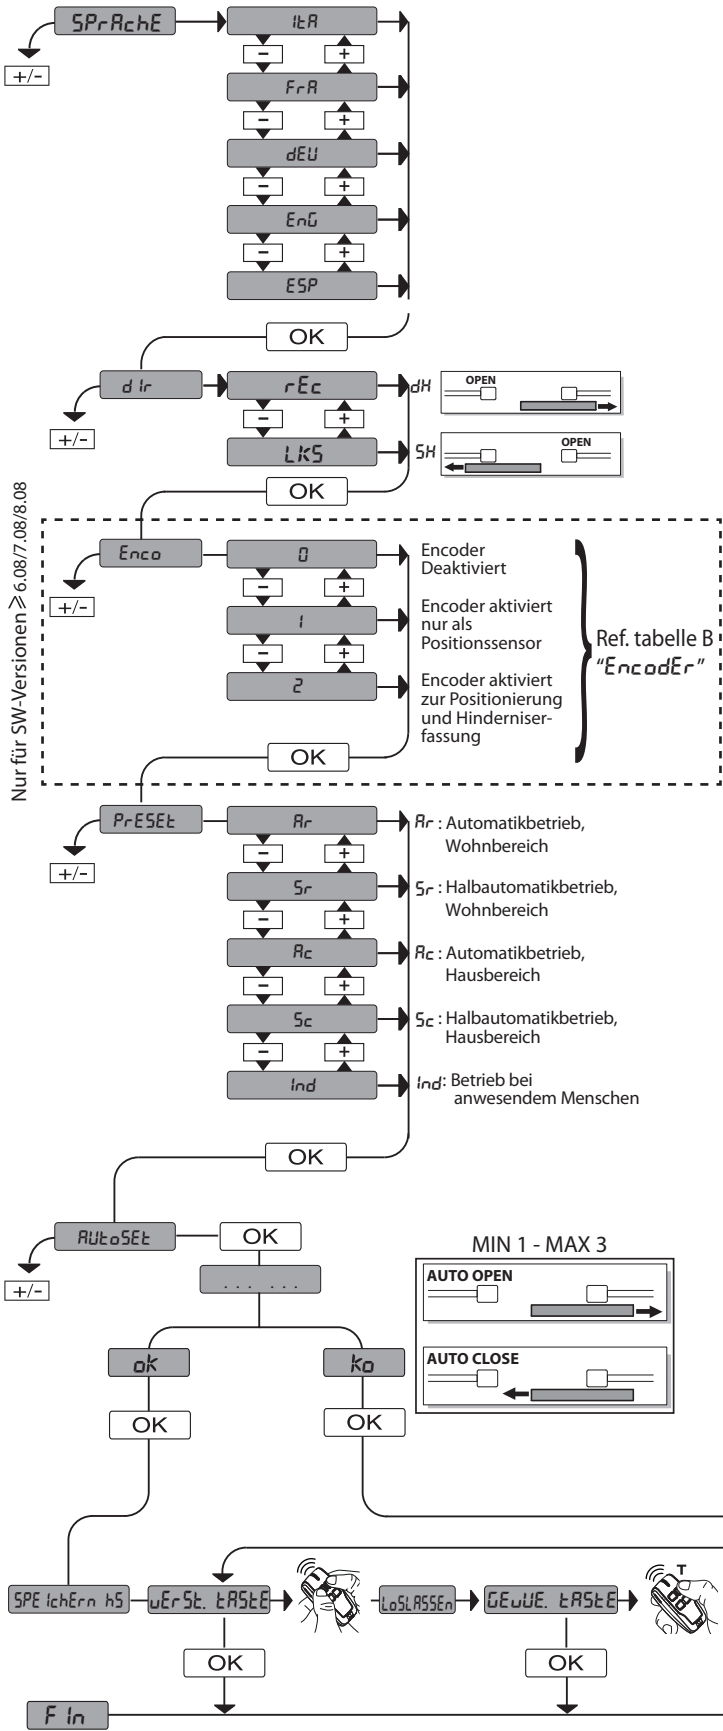 SPrAchE
ItA
+/-
- +
FrA
- +
dEU
- +
EnG
- +
ESP
OK
dIr
rEc
dH
OPEN
+/-
- +
LKS
SH
OPEN
OK
Nur für SW-Versionen ≥ 6.08/7.08/8.08
Enco
0
Encoder
Deaktiviert
+/-
- +
1
Encoder aktiviert
nur als
Positionssensor
- +
2
Encoder aktiviert
zur Positionierung
und Hinderniser-
fassung
Ref. tabelle B
“EncodEr”
OK
PrESEt
Ar
Ar : Automatikbetrieb,
Wohnbereich
+/-
- +
Sr
Sr : Halbautomatikbetrieb,
Wohnbereich
- +
Ac
Ac : Automatikbetrieb,
Hausbereich
- +
Sc
Sc : Halbautomatikbetrieb,
Hausbereich
- +
Ind
Ind: Betrieb bei
anwesendem Menschen
OK
AUtoSEt
OK
+/-
. . . . . .
MIN 1 - MAX 3
AUTO OPEN
AUTO CLOSE
ok
ko
OK
OK
SPEIchErn hS
vErSt. tAStE
LoSLASSEn
GEwUE. tAStE
T
OK
OK
FIn